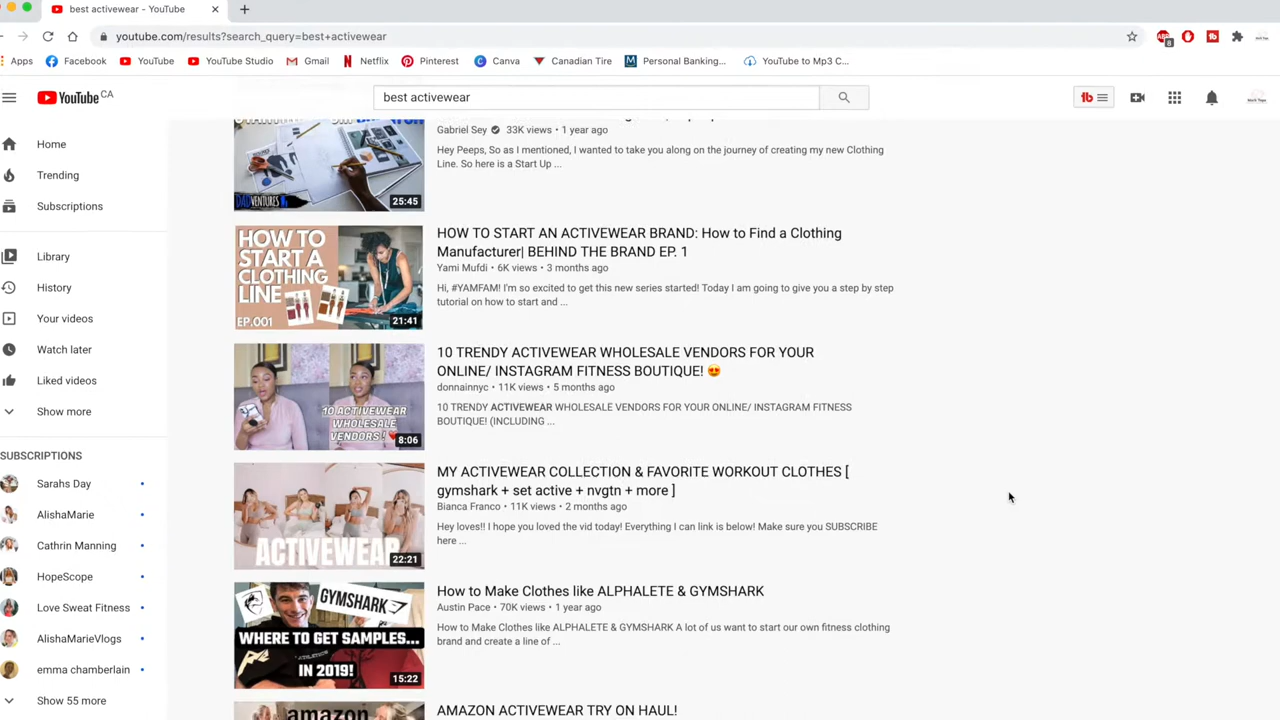 best activewear - YouTube
youtube.com/results?search_query=best+activewear
8
Apps Facebook YouTube YouTube Studio Gmail Netflix Pinterest Canva Canadian Tire Personal Banking... YouTube to Mp3 C...
YouTube CA
best activewear
tb
Home
Trending
Subscriptions
Library
History
Your videos
Watch later
Liked videos
Show more
SUBSCRIPTIONS
Sarahs Day
AlishaMarie
Cathrin Manning
HopeScope
Love Sweat Fitness
AlishaMarieVlogs
emma chamberlain
Show 55 more
DADVENTURES
25:45
Gabriel Sey 33K views • 1 year ago
Hey Peeps, So as I mentioned, I wanted to take you along on the journey of creating my new Clothing
Line. So here is a Start Up ...
HOW TO
START A
CLOTHING
LINE
EP.001
21:41
HOW TO START AN ACTIVEWEAR BRAND: How to Find a Clothing
Manufacturer| BEHIND THE BRAND EP. 1
Yami Mufdi • 6K views • 3 months ago
Hi, #YAMFAM! I'm so excited to get this new series started! Today I am going to give you a step by step
tutorial on how to start and ...
10 ACTIVEWEAR
WHOLESALE
VENDORS !
8:06
10 TRENDY ACTIVEWEAR WHOLESALE VENDORS FOR YOUR
ONLINE/ INSTAGRAM FITNESS BOUTIQUE! 😍
donnainnyc • 11K views • 5 months ago
10 TRENDY ACTIVEWEAR WHOLESALE VENDORS FOR YOUR ONLINE/ INSTAGRAM FITNESS
BOUTIQUE! (INCLUDING ...
ACTIVEWEAR
22:21
MY ACTIVEWEAR COLLECTION & FAVORITE WORKOUT CLOTHES [
gymshark + set active + nvgtn + more ]
Bianca Franco • 11K views • 2 months ago
Hey loves!! I hope you loved the vid today! Everything I can link is below! Make sure you SUBSCRIBE
here ...
GYMSHARK
WHERE TO GET SAMPLES...
IN 2019!
15:22
How to Make Clothes like ALPHALETE & GYMSHARK
Austin Pace • 70K views • 1 year ago
How to Make Clothes like ALPHALETE & GYMSHARK A lot of us want to start our own fitness clothing
brand and create a line of ...
amazon
AMAZON ACTIVEWEAR TRY ON HAUL!